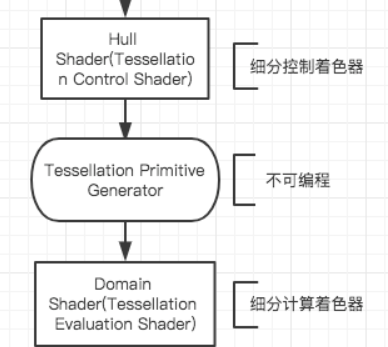 Hull
Shader(Tessellatio
n Control Shader)
细分控制着色器
Tessellation Primitive
Generator
不可编程
Domain
Shader(Tessellation
Evaluation Shader)
细分计算着色器